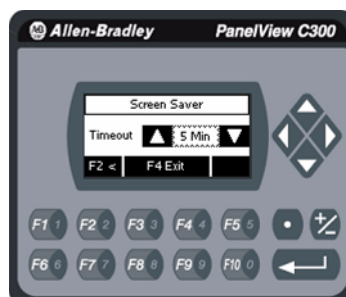 AB Allen-Bradley PanelView C300
Screen Saver
Timeout 5 Min
F2 < F4 Exit
F1 1 F2 2 F3 3 F4 4 F5 5 • +/-
F6 6 F7 7 F8 8 F9 9 F10 0